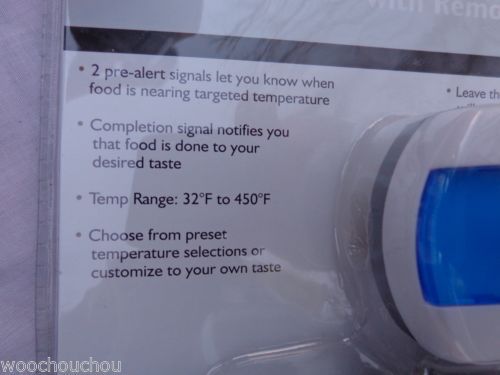 with Remo
• 2 pre-alert signals let you know when
food is nearing targeted temperature
• Leave th
• Completion signal notifies you
that food is done to your
desired taste
• Temp Range: 32°F to 450°F
• Choose from preset
temperature selections or
customize to your own taste
woochouchou